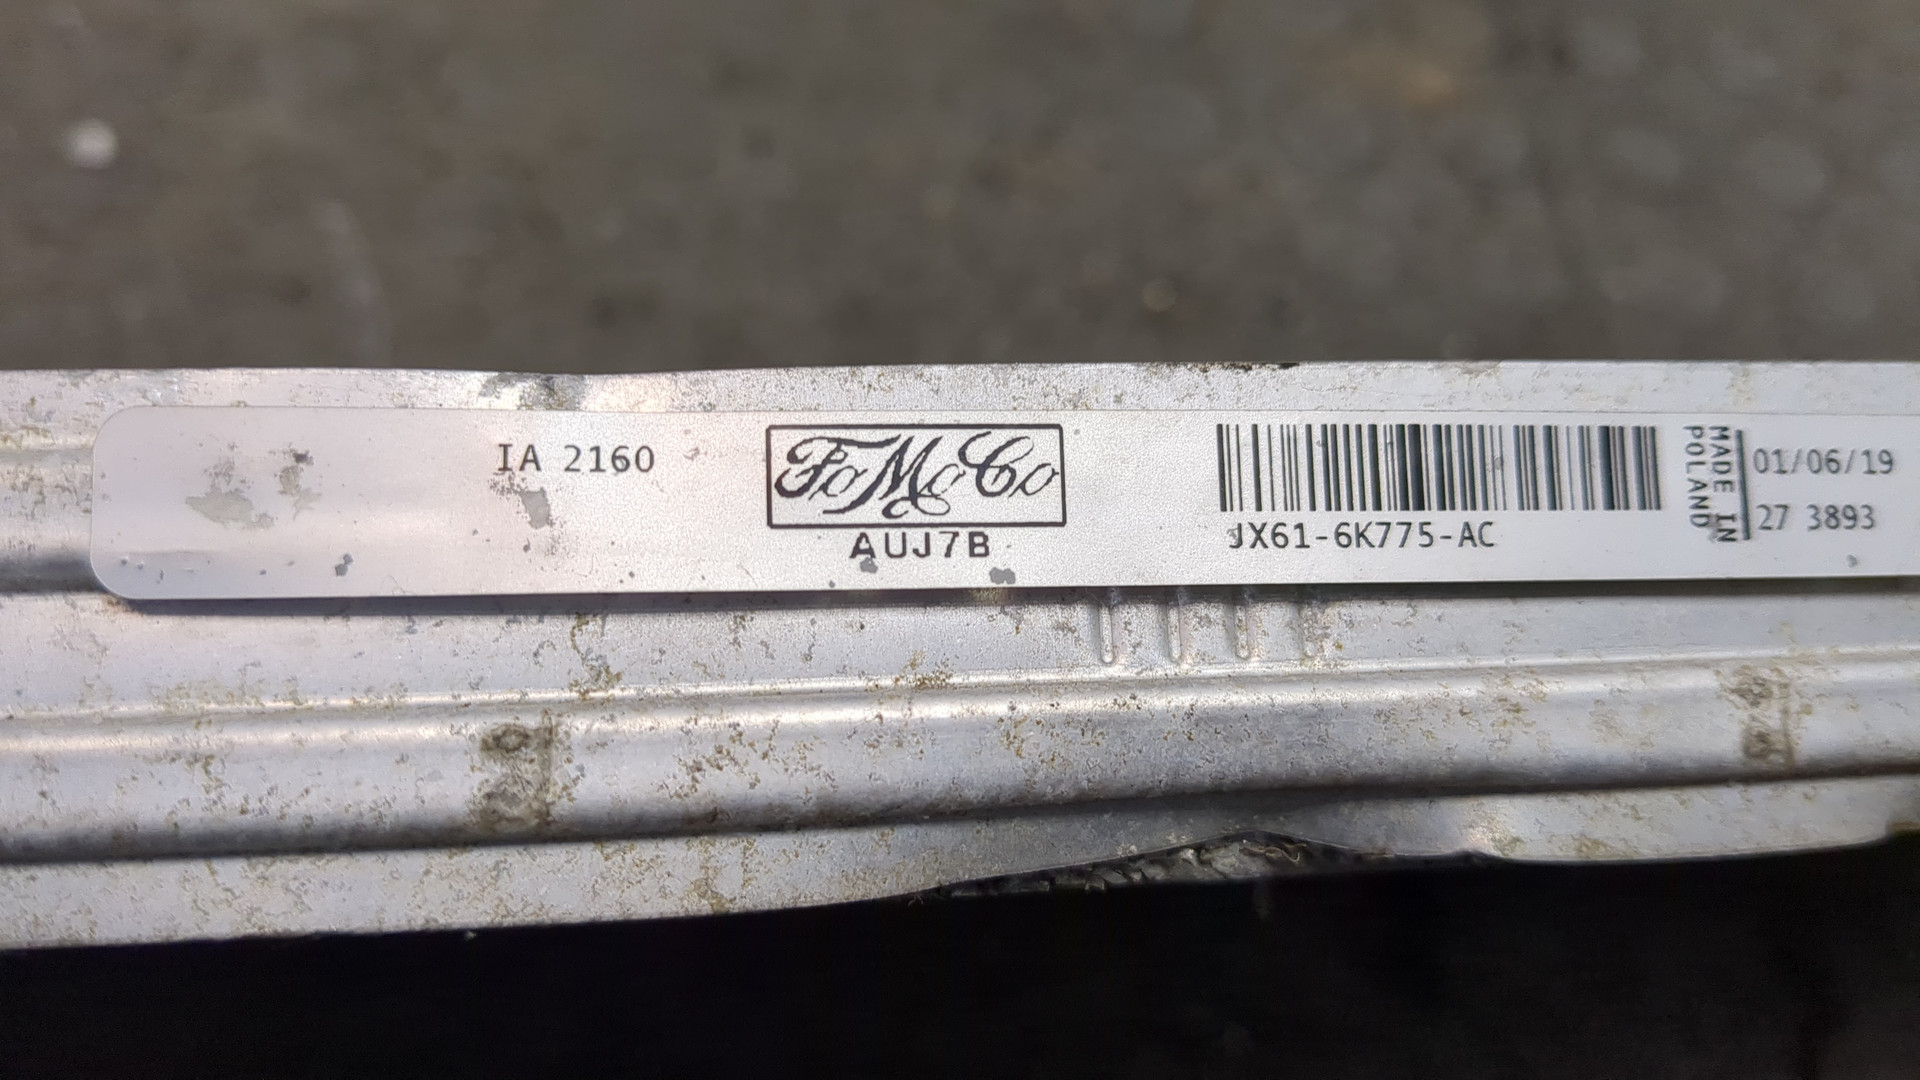 IA 2160
FoMoCo
AUJ7B
JX61-6K775-AC
MADE IN
POLAND
01/06/19
27 3893